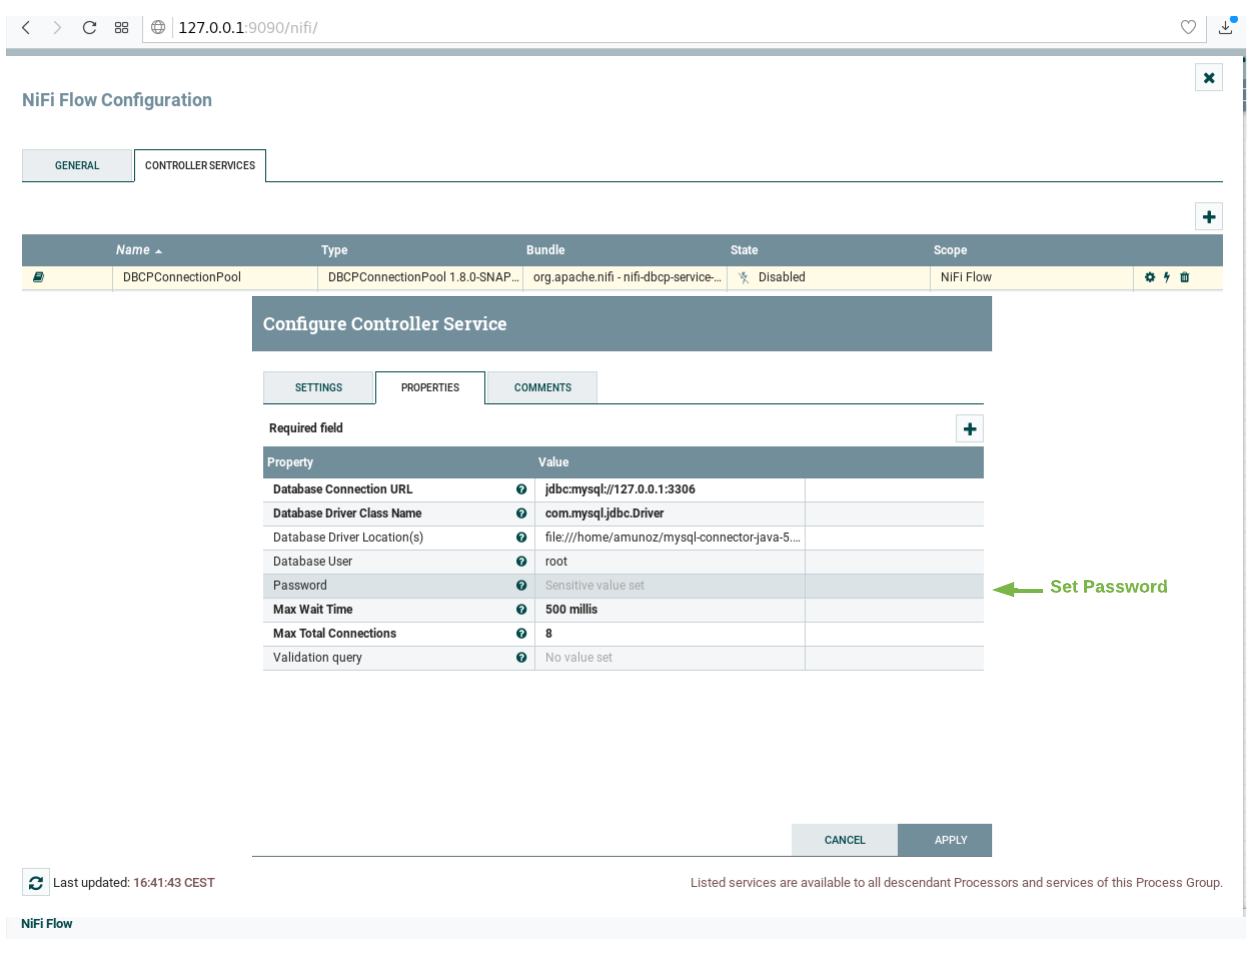 127.0.0.1:9090/nifi/
NiFi Flow Configuration
GENERAL CONTROLLER SERVICES
Name Type Bundle State Scope
DBCPConnectionPool DBCPConnectionPool 1.8.0-SNAP... org.apache.nifi - nifi-dbcp-service-... Disabled NiFi Flow
Configure Controller Service
SETTINGS PROPERTIES COMMENTS
Required field
Property Value
Database Connection URL jdbc:mysql://127.0.0.1:3306
Database Driver Class Name com.mysql.jdbc.Driver
Database Driver Location(s) file:///home/amunoz/mysql-connector-java-5....
Database User root
Password Sensitive value set
Set Password
Max Wait Time 500 millis
Max Total Connections 8
Validation query No value set
CANCEL APPLY
Last updated: 16:41:43 CEST
Listed services are available to all descendant Processors and services of this Process Group.
NiFi Flow